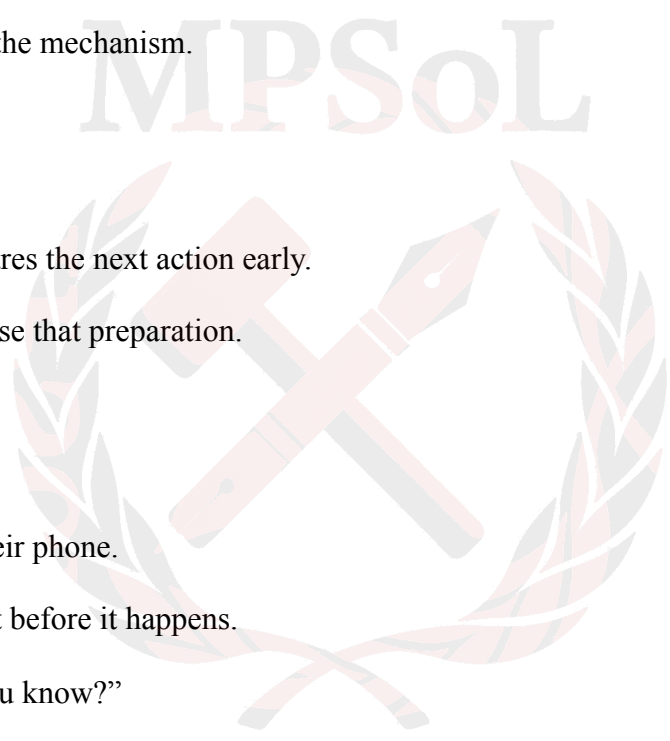 the mechanism.
MPSoL
res the next action early.
se that preparation.
eir phone.
t before it happens.
u know?”